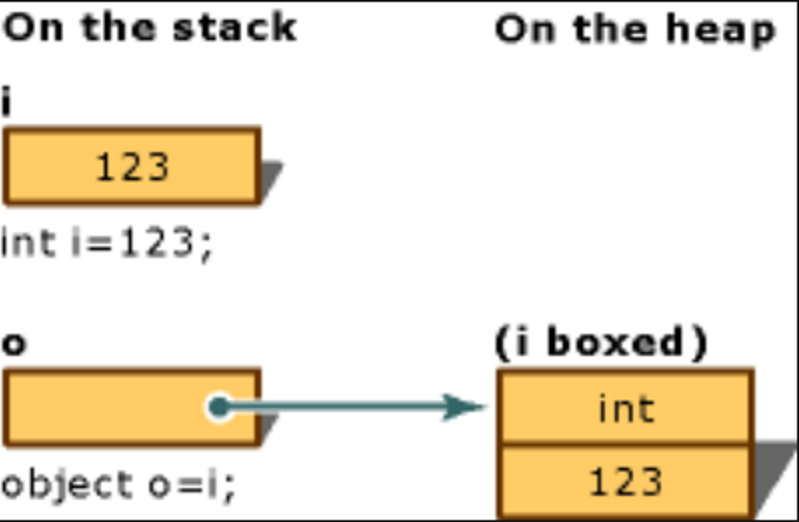 On the stack
On the heap
i
123
int i=123;
o
(i boxed)
int
123
object o=i;